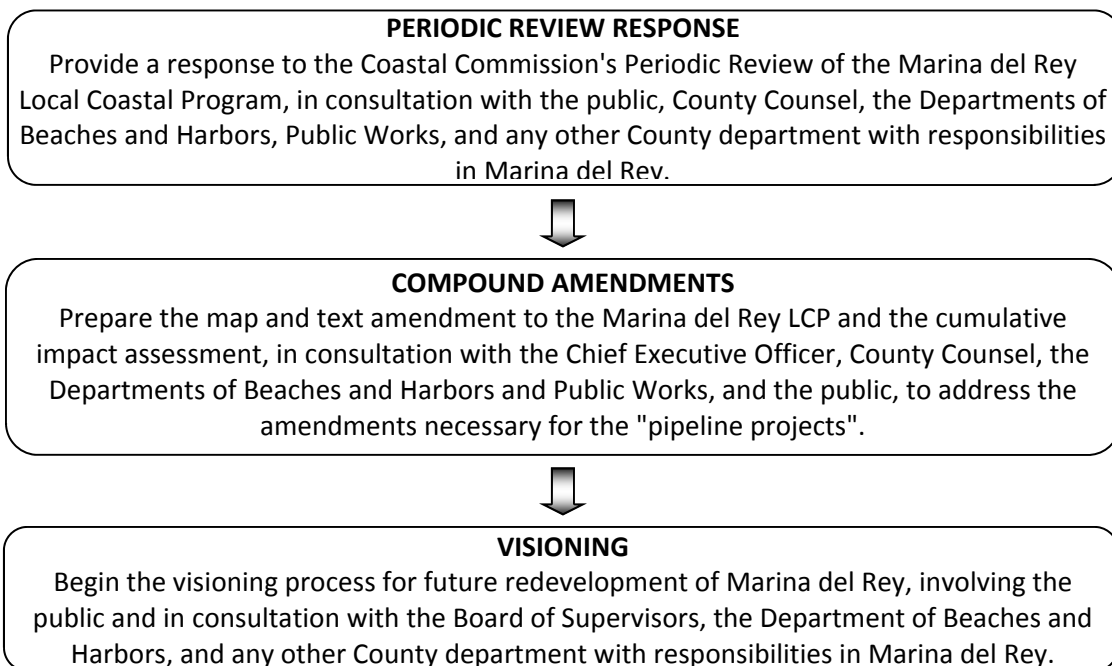 PERIODIC REVIEW RESPONSE
Provide a response to the Coastal Commission's Periodic Review of the Marina del Rey
Local Coastal Program, in consultation with the public, County Counsel, the Departments of
Beaches and Harbors, Public Works, and any other County department with responsibilities
in Marina del Rey.
COMPOUND AMENDMENTS
Prepare the map and text amendment to the Marina del Rey LCP and the cumulative
impact assessment, in consultation with the Chief Executive Officer, County Counsel, the
Departments of Beaches and Harbors and Public Works, and the public, to address the
amendments necessary for the "pipeline projects".
VISIONING
Begin the visioning process for future redevelopment of Marina del Rey, involving the
public and in consultation with the Board of Supervisors, the Department of Beaches and
Harbors, and any other County department with responsibilities in Marina del Rey.